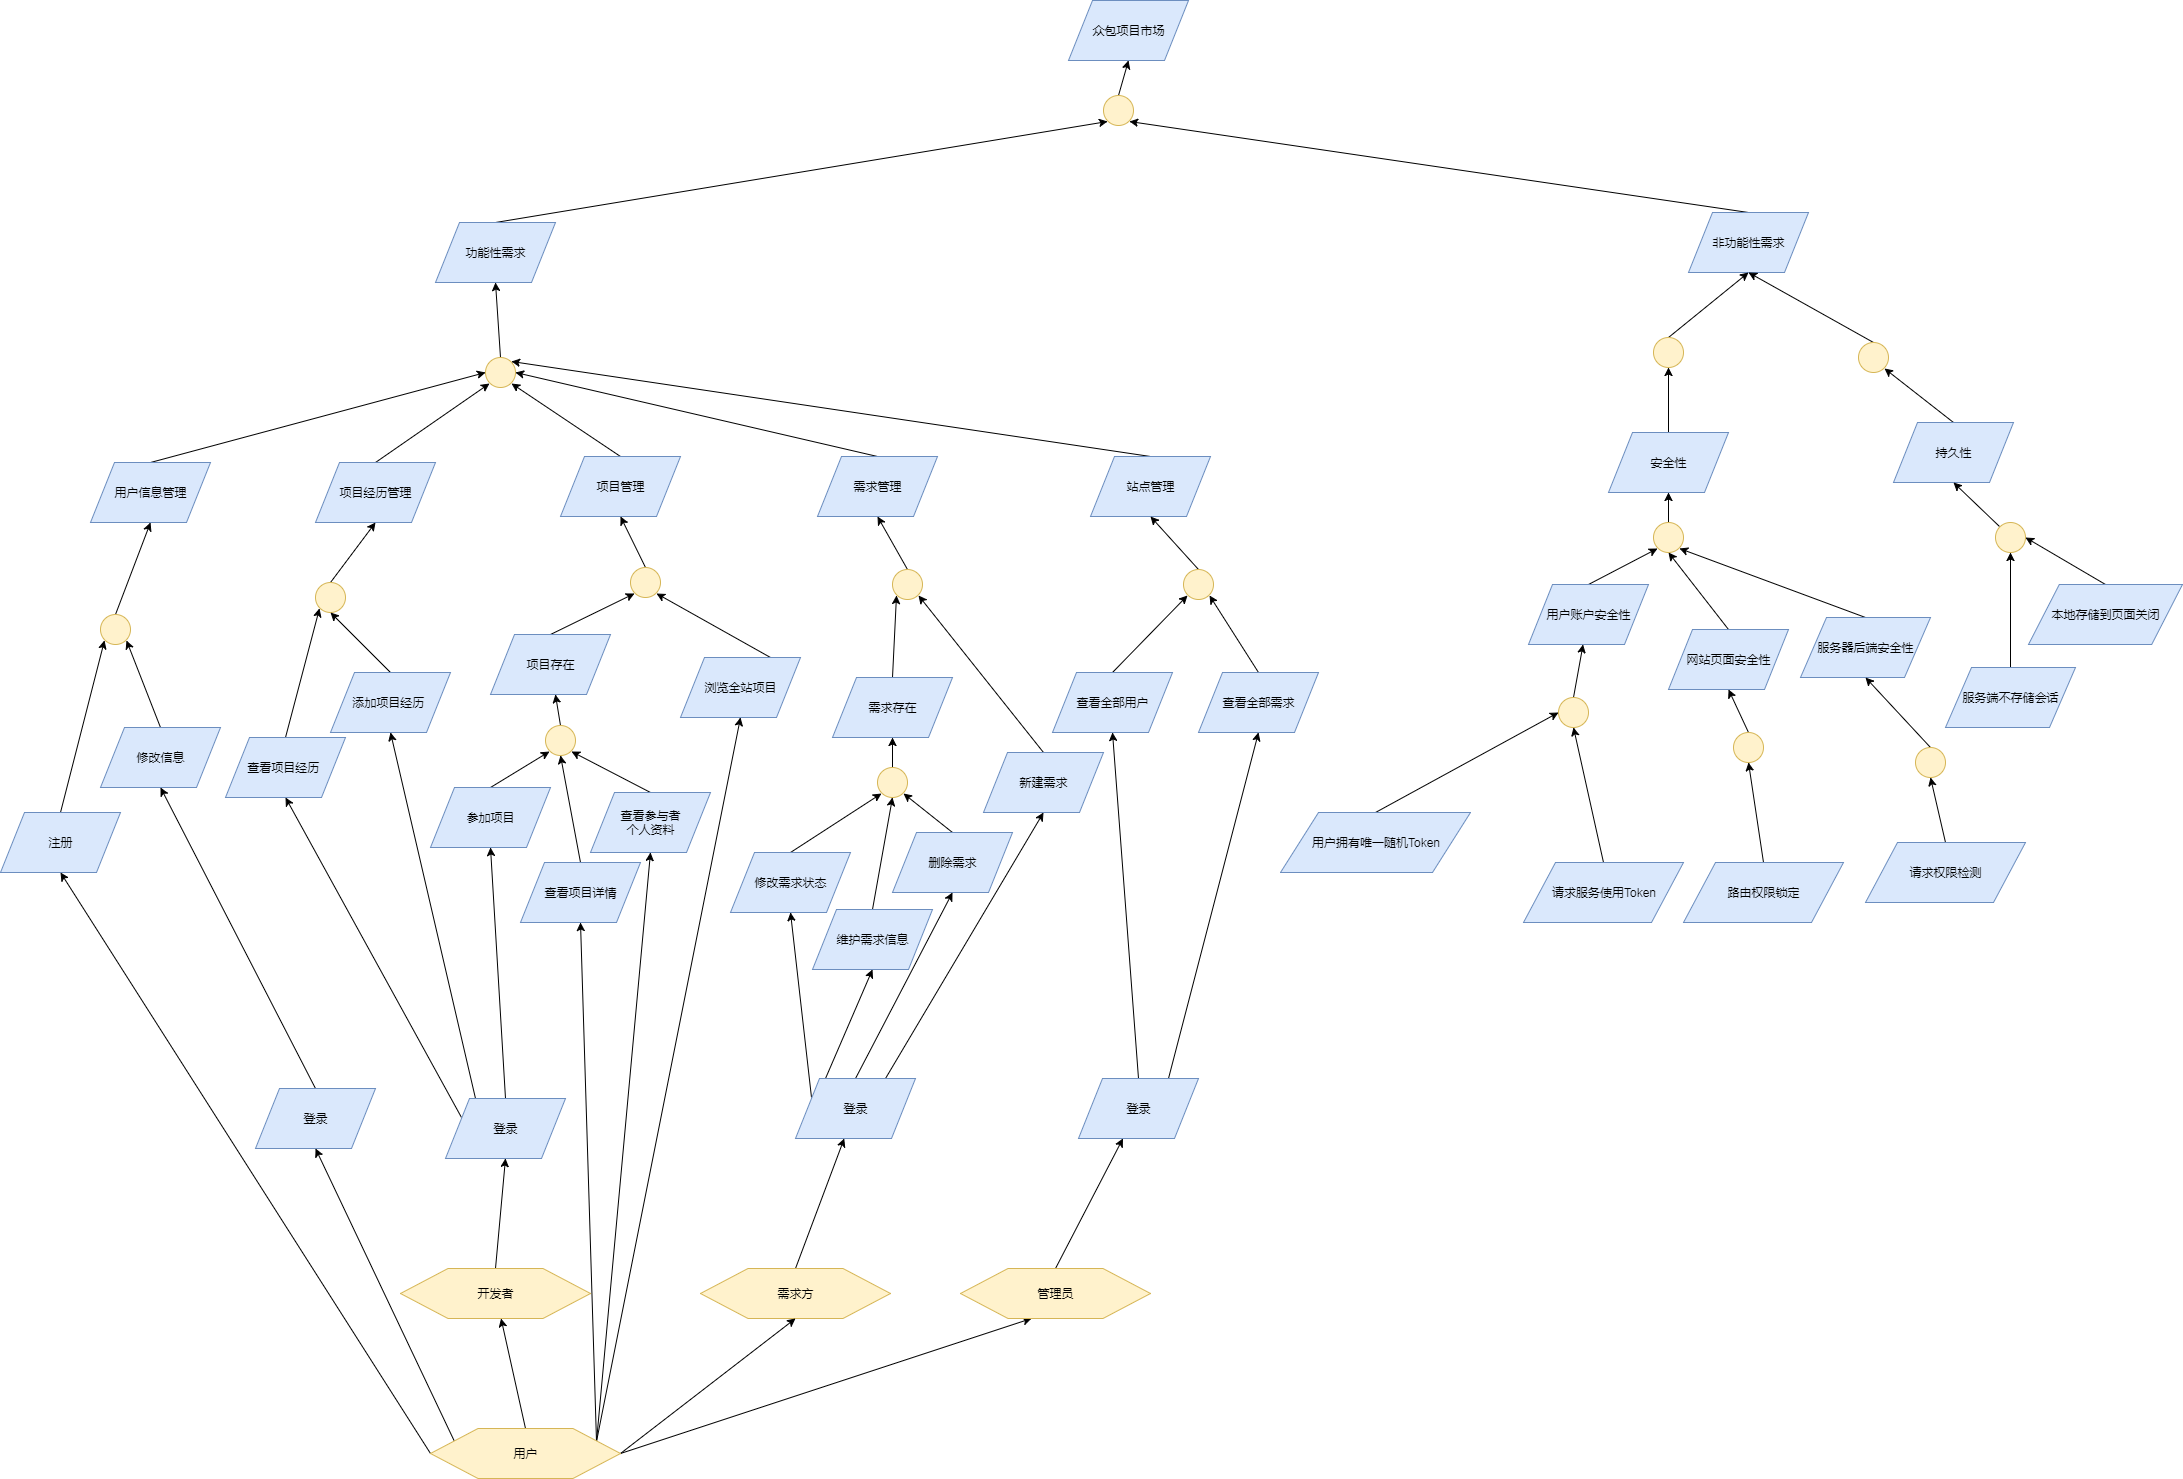 众包项目市场
功能性需求
非功能性需求
用户信息管理
项目经历管理
项目管理
需求管理
站点管理
安全性
持久性
用户账户安全性
网站页面安全性
服务器后端安全性
本地存储到页面关闭
服务端不存储会话
项目存在
浏览全站项目
需求存在
查看全部用户
查看全部需求
添加项目经历
修改信息
查看项目经历
新建需求
注册
参加项目
查看参与者
个人资料
查看项目详情
修改需求状态
删除需求
维护需求信息
用户拥有唯一随机Token
请求服务使用Token
路由权限锁定
请求权限检测
登录
登录
登录
登录
开发者
需求方
管理员
用户